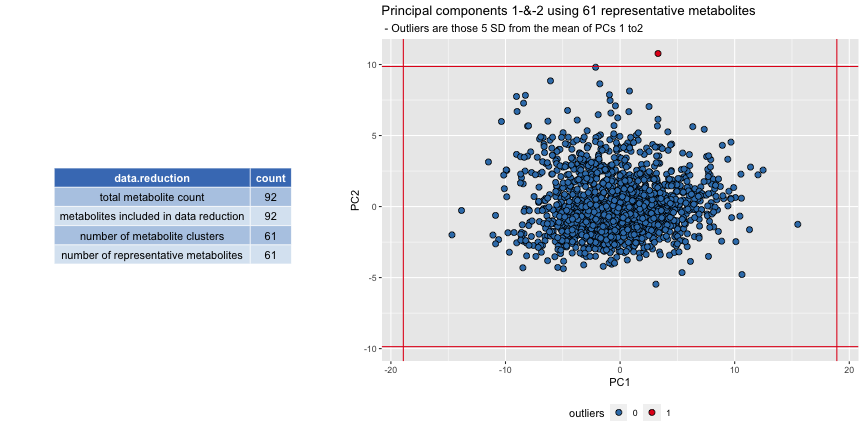 data.reduction count
total metabolite count 92
metabolites included in data reduction 92
number of metabolite clusters 61
number of representative metabolites 61
Principal components 1-&-2 using 61 representative metabolites
- Outliers are those 5 SD from the mean of PCs 1 to2
PC2
10
5
0
-5
-10
-20 -10 0 10 20
PC1
outliers 0 1